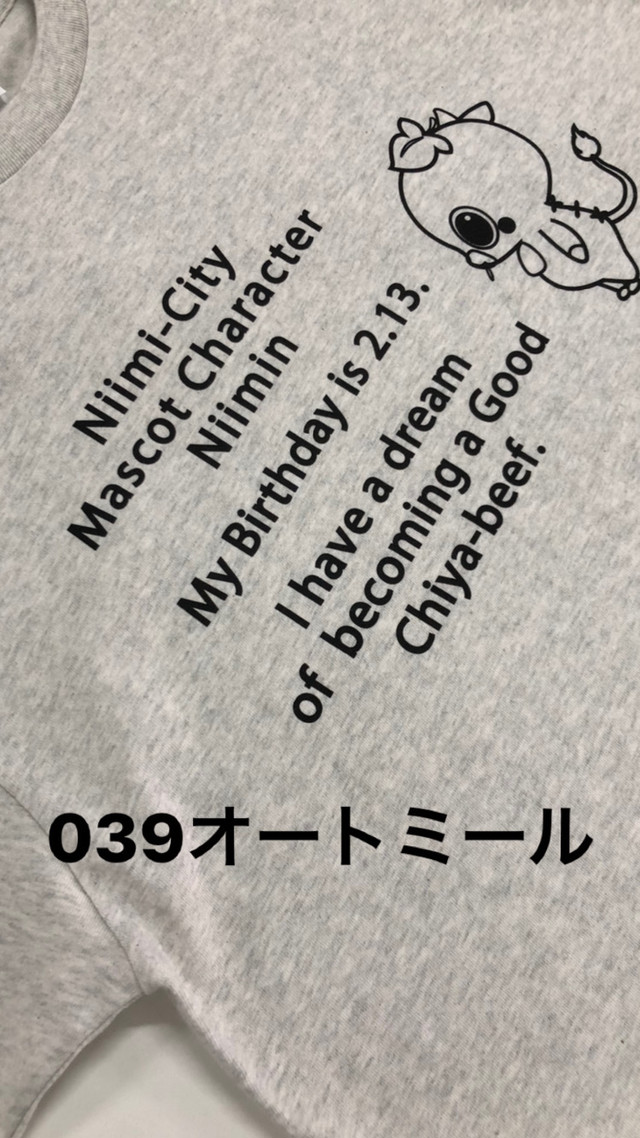 Niimi-City
Mascot Character
Niimin
My Birthday is 2.13.
I have a dream
of becoming a Good
Chiya-beef.
039オートミール